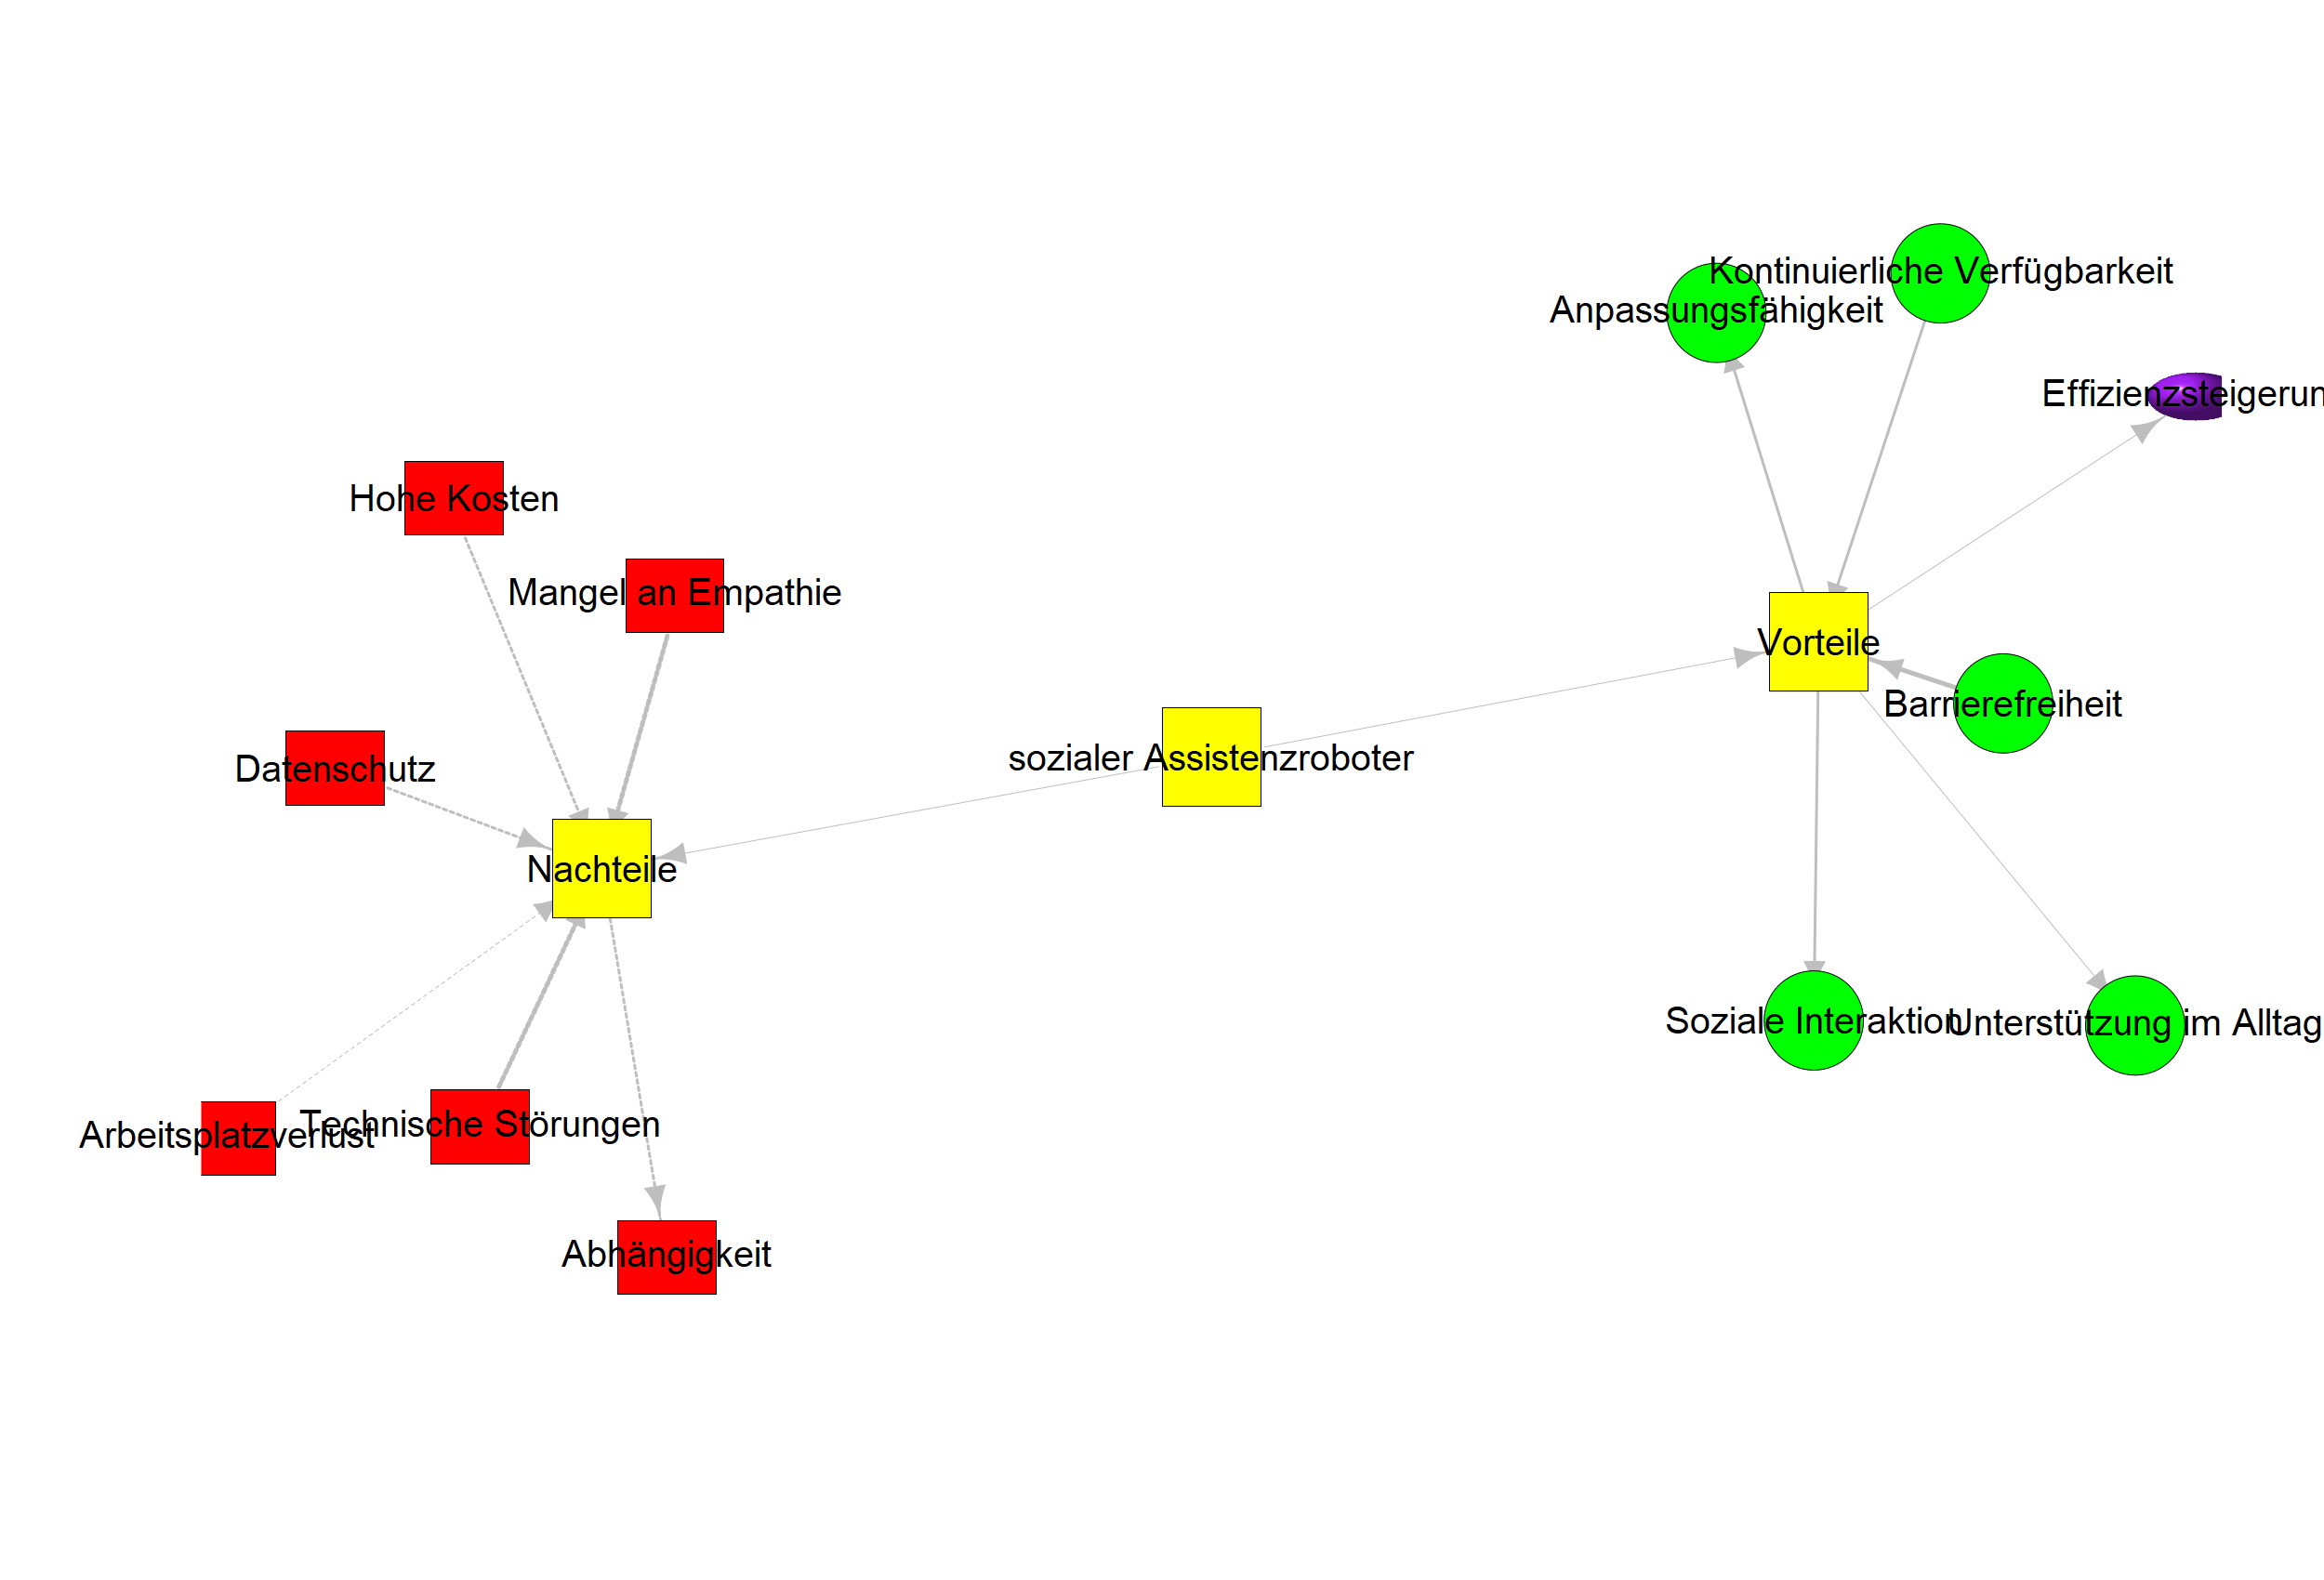 Kontinuierliche Verfügbarkeit
Anpassungsfähigkeit
Effizienzsteigerun
Hohe Kosten
Mangel an Empathie
Vorteile
Barrierefreiheit
sozialer Assistenzroboter
Datenschutz
Nachteile
Soziale Interaktion
Unterstützung im Alltag
Technische Störungen
Arbeitsplatzverlust
Abhängigkeit